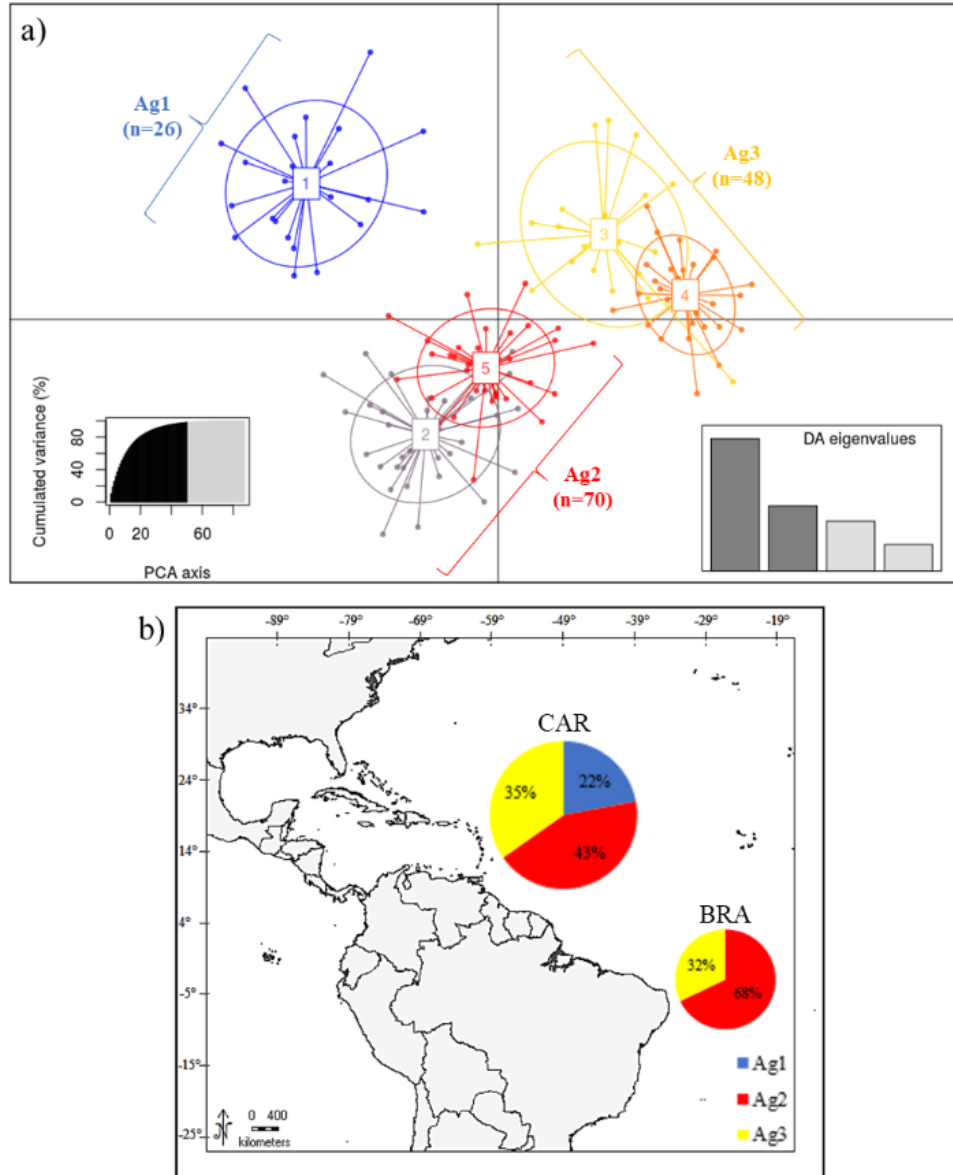 a)
Ag1
(n=26)
1
Ag3
(n=48)
3
4
5
2
Ag2
(n=70)
Cumulated variance (%)
80
40
0
0 20 60
PCA axis
DA eigenvalues
b)
-89° -79° -69° -59° -49° -39° -29° -19°
34°
24°
14°
4°
-5°
-15°
-25°
CAR
35%
22%
43%
BRA
32%
68%
Ag1
Ag2
Ag3
0 400
kilometers